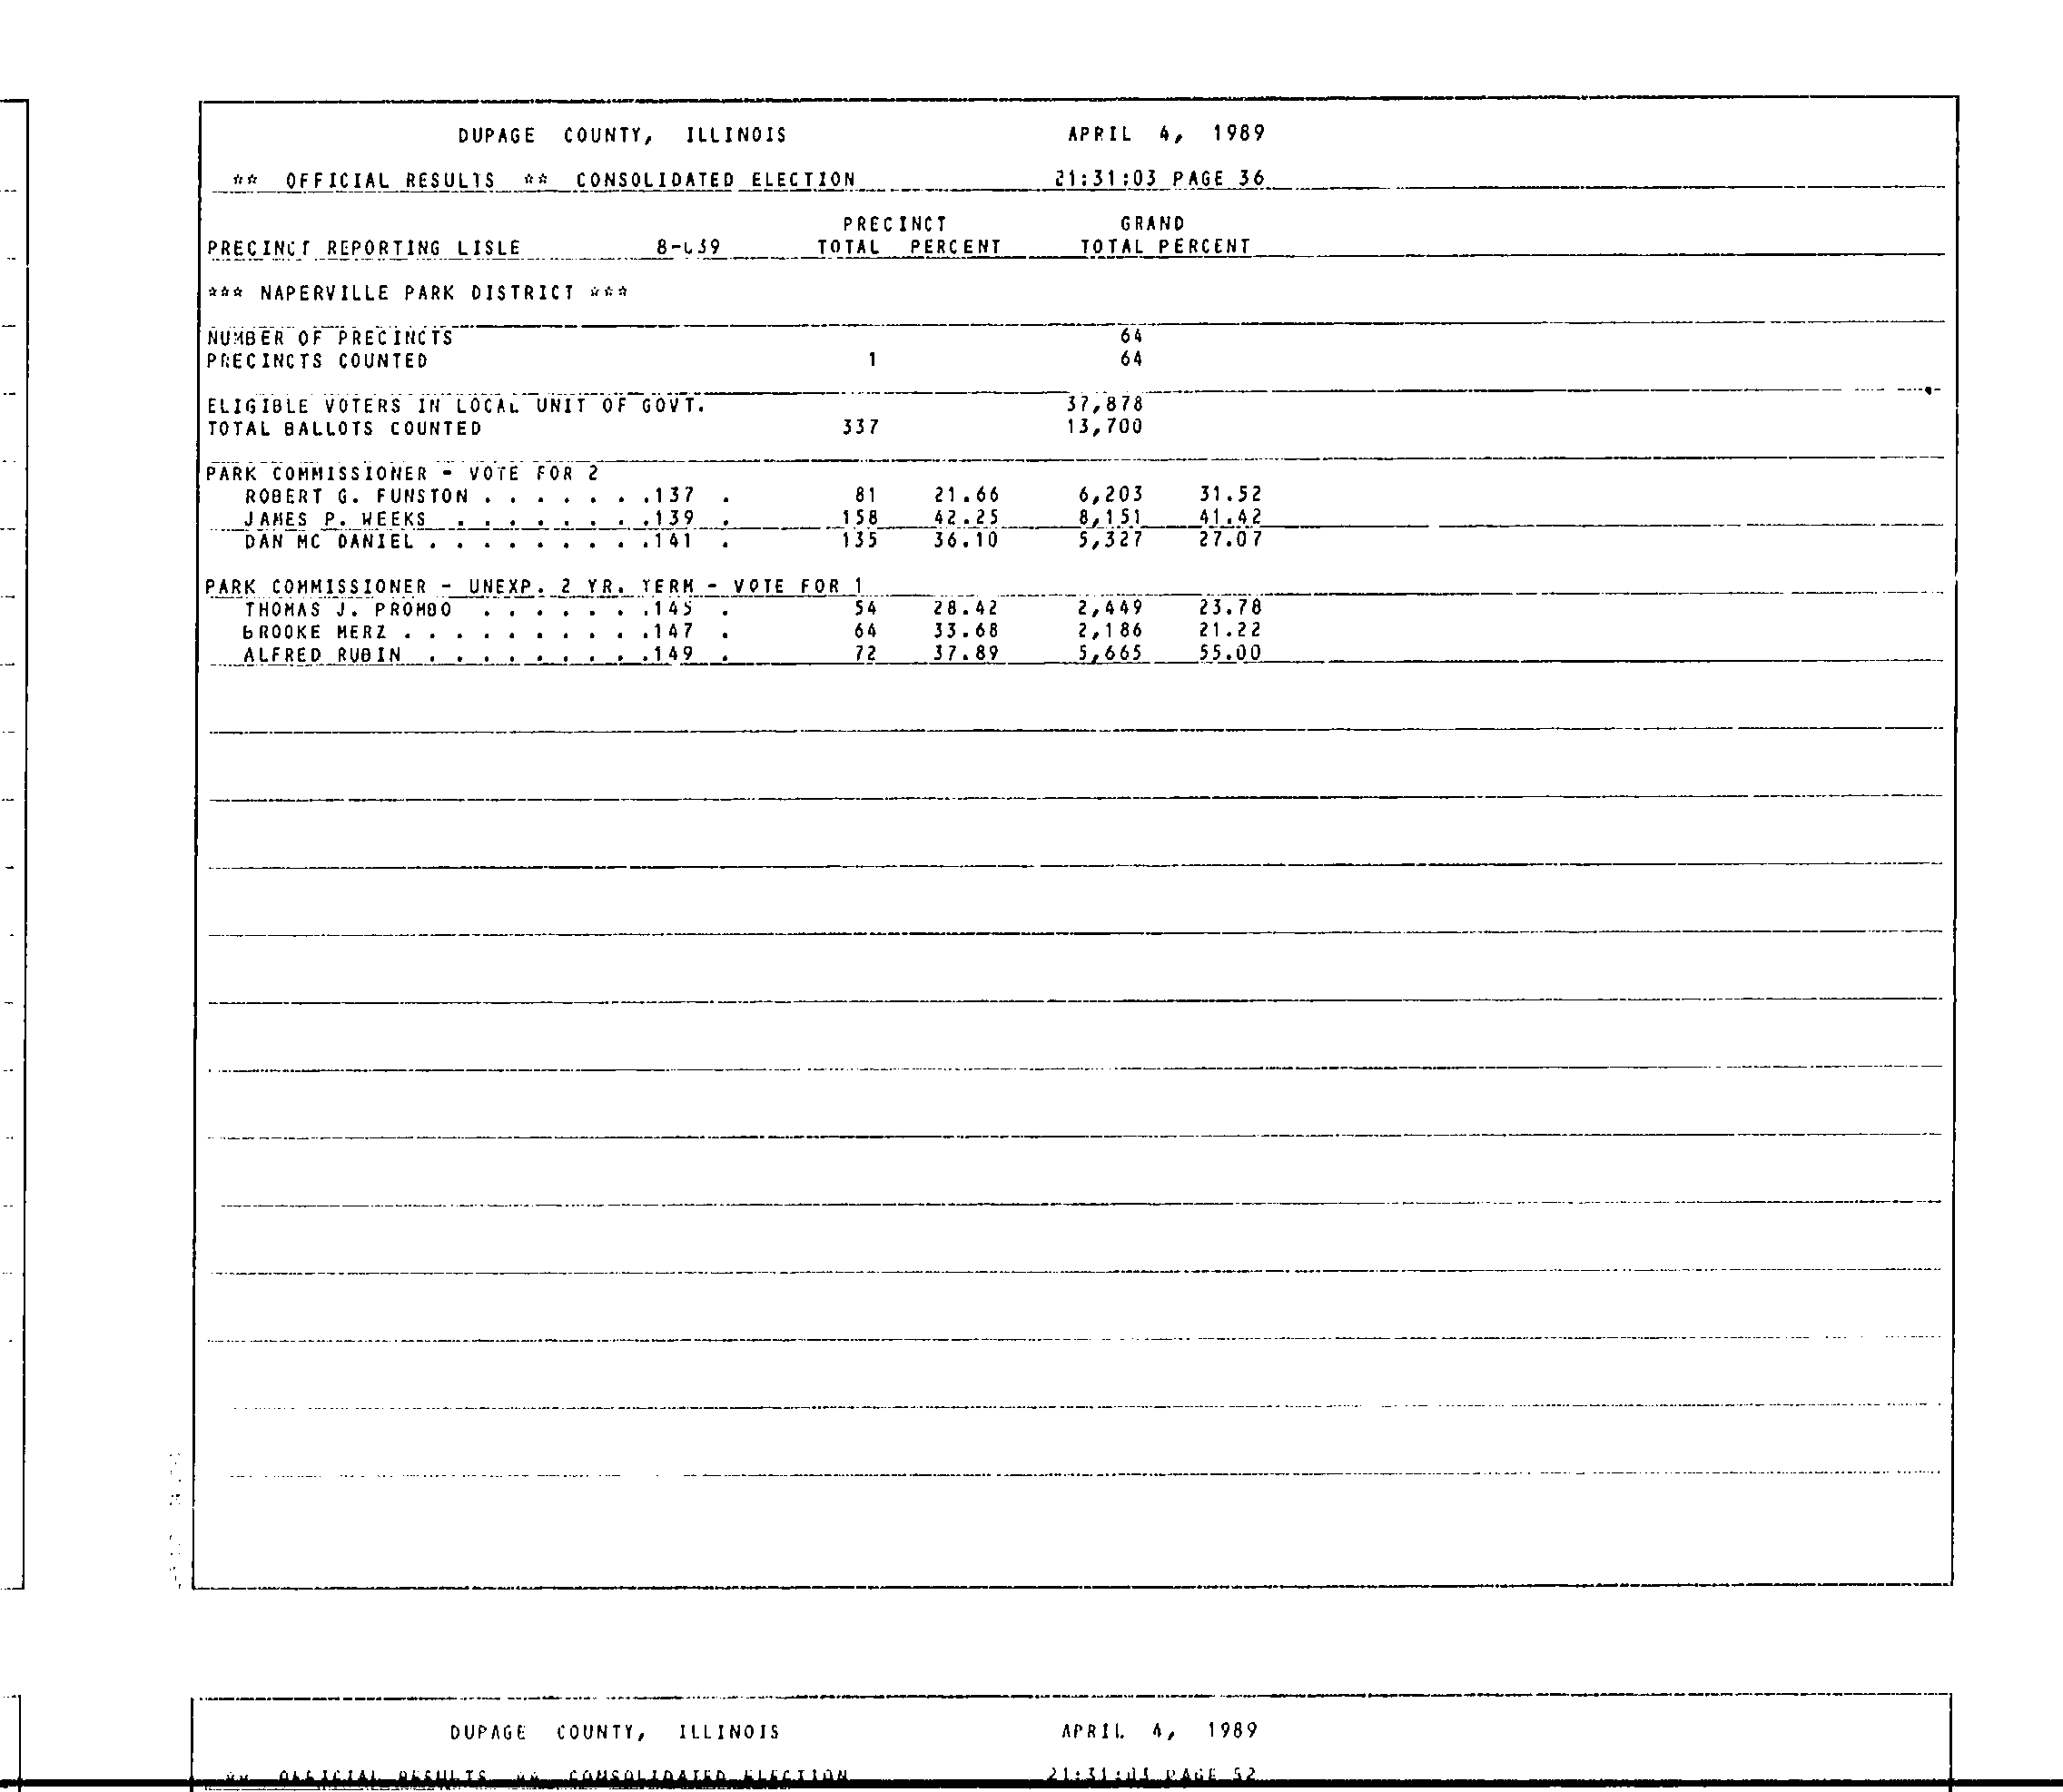 DUPAGE COUNTY, ILLINOIS APRIL 4, 1989
** OFFICIAL RESULTS ** CONSOLIDATED ELECTION 21:31:03 PAGE 36
PRECINCT GRAND
PRECINCT REPORTING LISLE 8-039 TOTAL PERCENT TOTAL PERCENT
*** NAPERVILLE PARK DISTRICT ***
NUMBER OF PRECINCTS 64
PRECINCTS COUNTED 1 64
ELIGIBLE VOTERS IN LOCAL UNIT OF GOVT. 37,878
TOTAL BALLOTS COUNTED 337 13,700
PARK COMMISSIONER - VOTE FOR 2
ROBERT G. FUNSTON . . . . . . .137 . 81 21.66 6,203 31.52
JAMES P. WEEKS . . . . . . . .139 . 158 42.25 8,151 41.42
DAN MC DANIEL . . . . . . . . .141 . 135 36.10 5,327 27.07
PARK COMMISSIONER - UNEXP. 2 YR. TERM - VOTE FOR 1
THOMAS J. PROMBO . . . . . . .145 . 54 28.42 2,449 23.78
BROOKE MERZ . . . . . . . . . .147 . 64 33.68 2,186 21.22
ALFRED RUBIN . . . . . . . . .149 . 72 37.89 5,665 55.00
DUPAGE COUNTY, ILLINOIS APRIL 4, 1989
** OFFICIAL RESULTS ** CONSOLIDATED ELECTION 21:31:03 PAGE 52